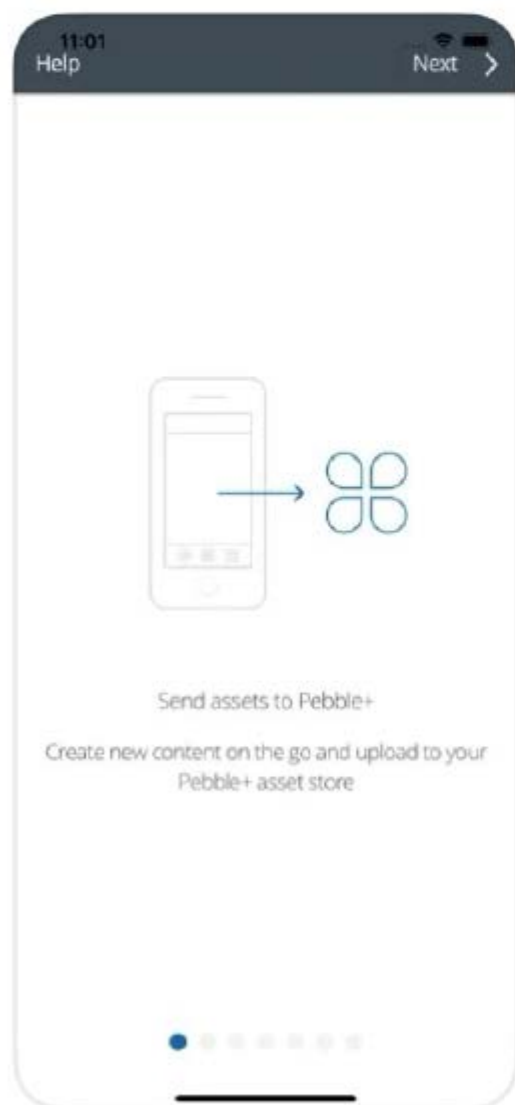 11:01
Help
Next
Send assets to Pebble+
Create new content on the go and upload to your
Pebble+ asset store